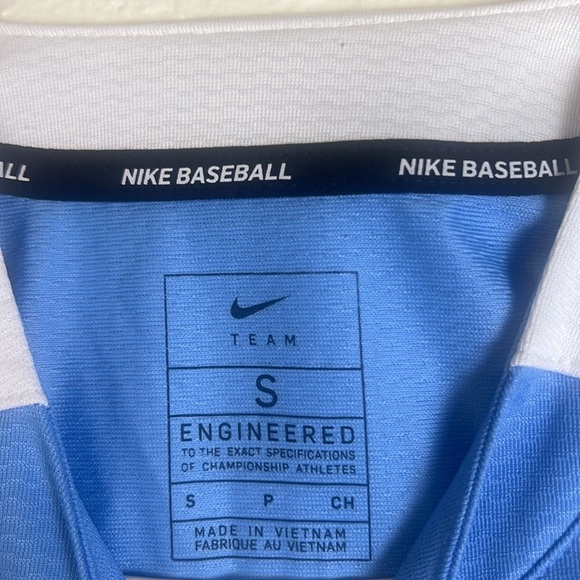 ALL NIKE BASEBALL NIKE BASEBALL
TEAM
S
ENGINEERED
TO THE EXACT SPECIFICATIONS
OF CHAMPIONSHIP ATHLETES
S P CH
MADE IN VIETNAM
FABRIQUE AU VIETNAM